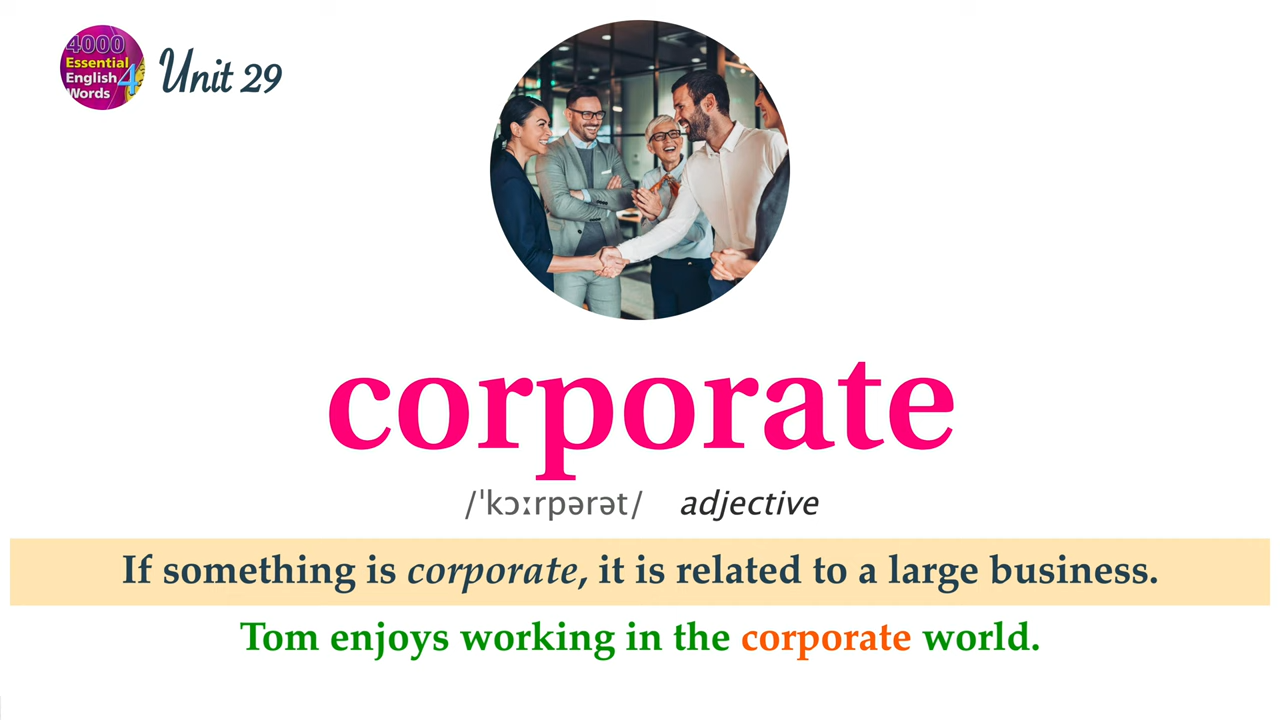 4000
Essential
English
Words
4
Unit 29
corporate
/ˈkɔːrpərət/ adjective
If something is corporate, it is related to a large business.
Tom enjoys working in the corporate world.